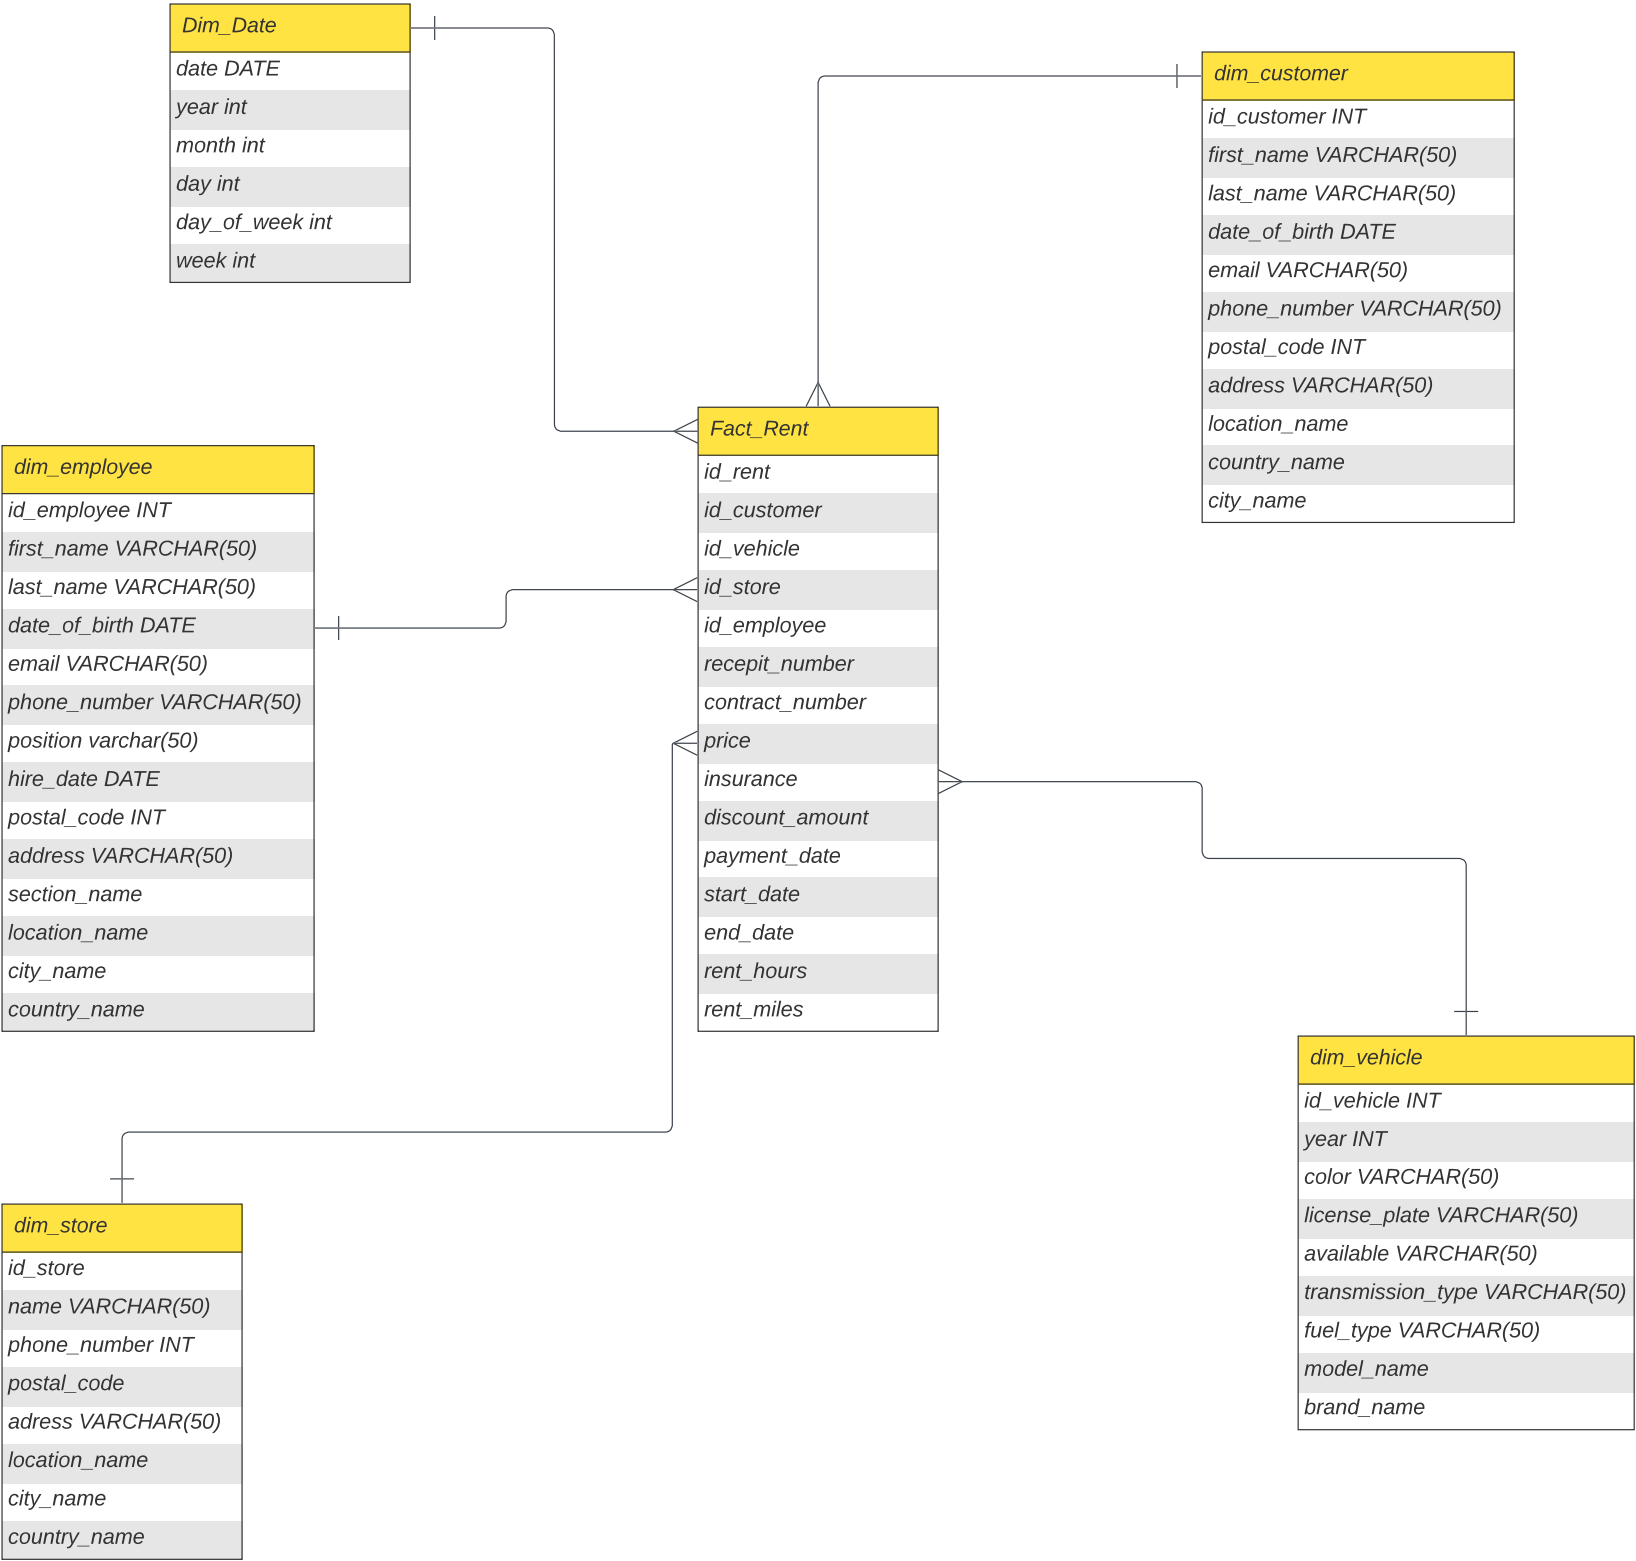 Dim_Date
date DATE
year int
month int
day int
day_of_week int
week int
dim_customer
id_customer INT
first_name VARCHAR(50)
last_name VARCHAR(50)
date_of_birth DATE
email VARCHAR(50)
phone_number VARCHAR(50)
postal_code INT
address VARCHAR(50)
location_name
country_name
city_name
dim_employee
id_employee INT
first_name VARCHAR(50)
last_name VARCHAR(50)
date_of_birth DATE
email VARCHAR(50)
phone_number VARCHAR(50)
position varchar(50)
hire_date DATE
postal_code INT
address VARCHAR(50)
section_name
location_name
city_name
country_name
Fact_Rent
id_rent
id_customer
id_vehicle
id_store
id_employee
recepit_number
contract_number
price
insurance
discount_amount
payment_date
start_date
end_date
rent_hours
rent_miles
dim_store
id_store
name VARCHAR(50)
phone_number INT
postal_code
adress VARCHAR(50)
location_name
city_name
country_name
dim_vehicle
id_vehicle INT
year INT
color VARCHAR(50)
license_plate VARCHAR(50)
available VARCHAR(50)
transmission_type VARCHAR(50)
fuel_type VARCHAR(50)
model_name
brand_name